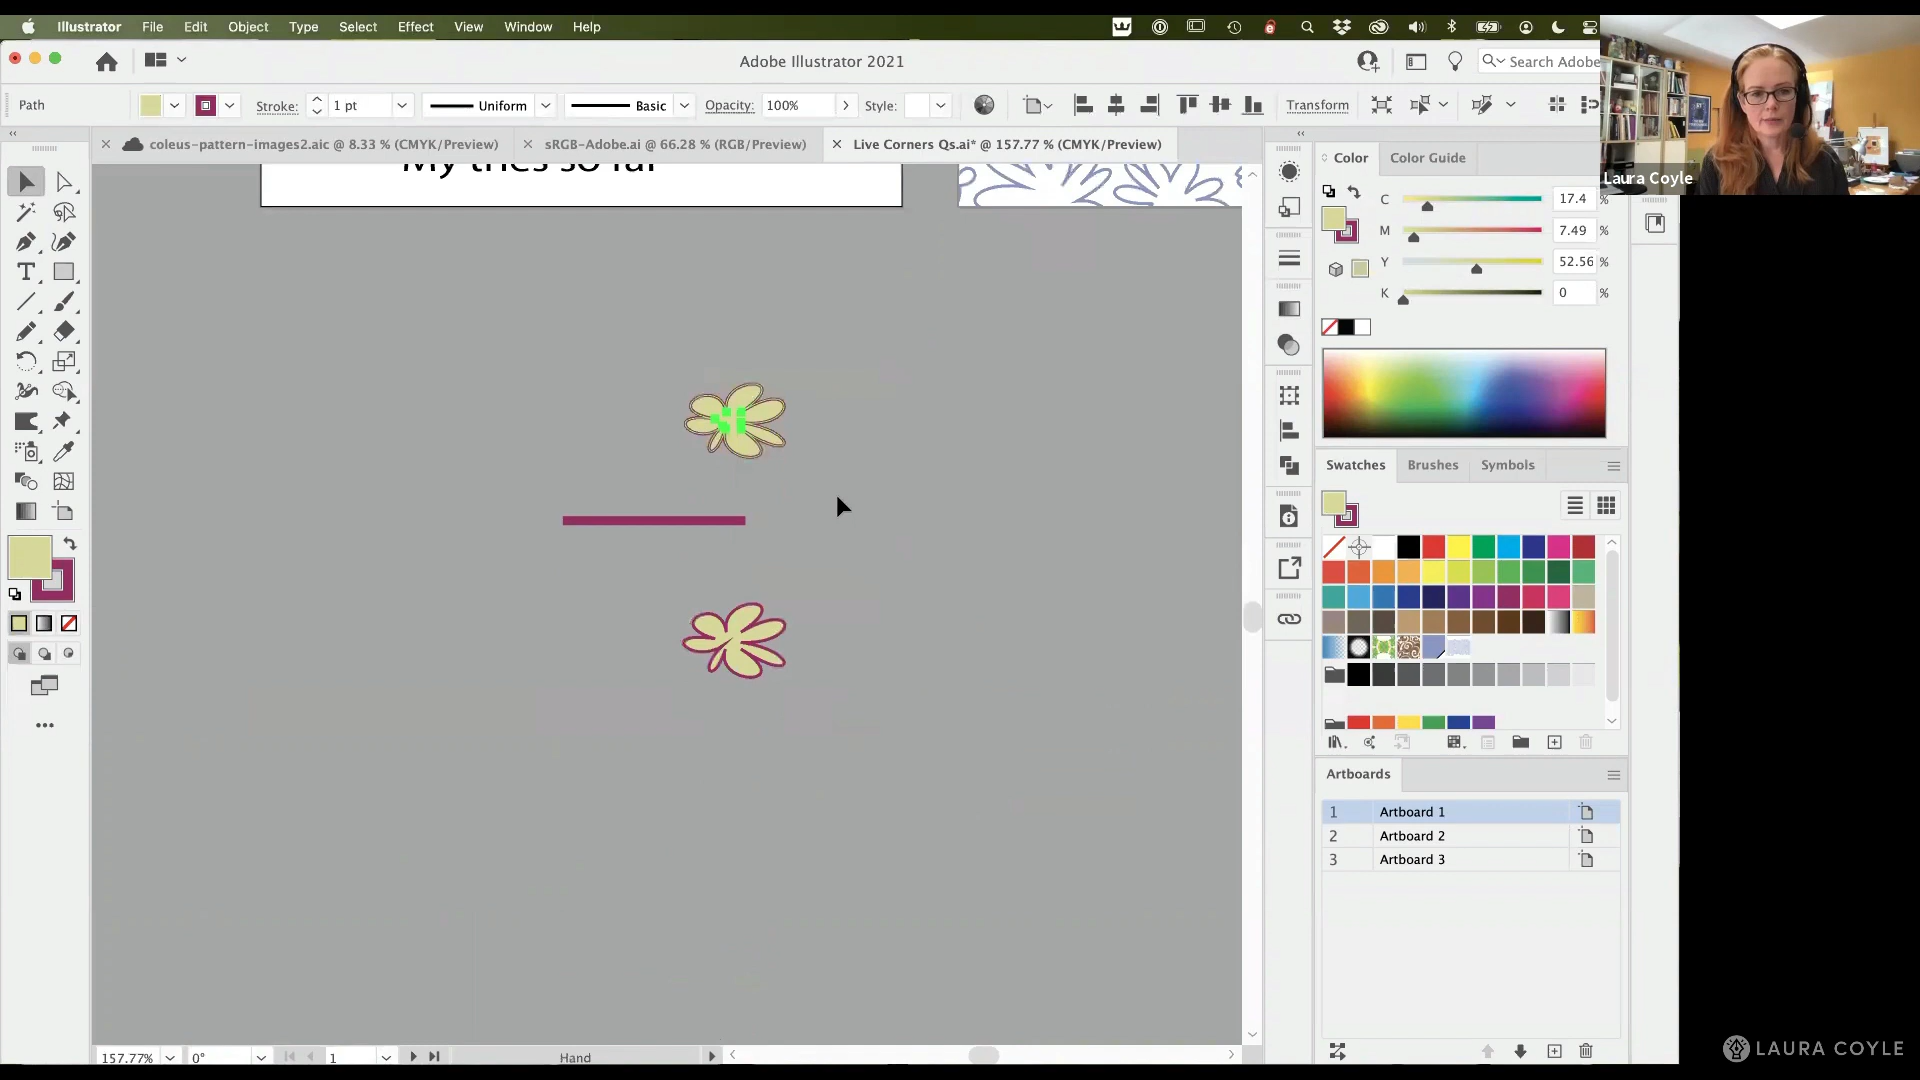 Illustrator File Edit Object Type Select Effect View Window Help
Adobe Illustrator 2021
Search Adobe
Path
Stroke: 1 pt Uniform Basic Opacity: 100% Style: Transform
coleus-pattern-images2.aic @ 8.33 % (CMYK/Preview)
sRGB-Adobe.ai @ 66.28 % (RGB/Preview)
Live Corners Qs.ai* @ 157.77 % (CMYK/Preview)
My tries so far
Color Color Guide
Laura Coyle
C 17.4 %
M 7.49 %
Y 52.56 %
K 0 %
Swatches Brushes Symbols
Artboards
1 Artboard 1
2 Artboard 2
3 Artboard 3
157.77% 0° 1 Hand
LAURA COYLE